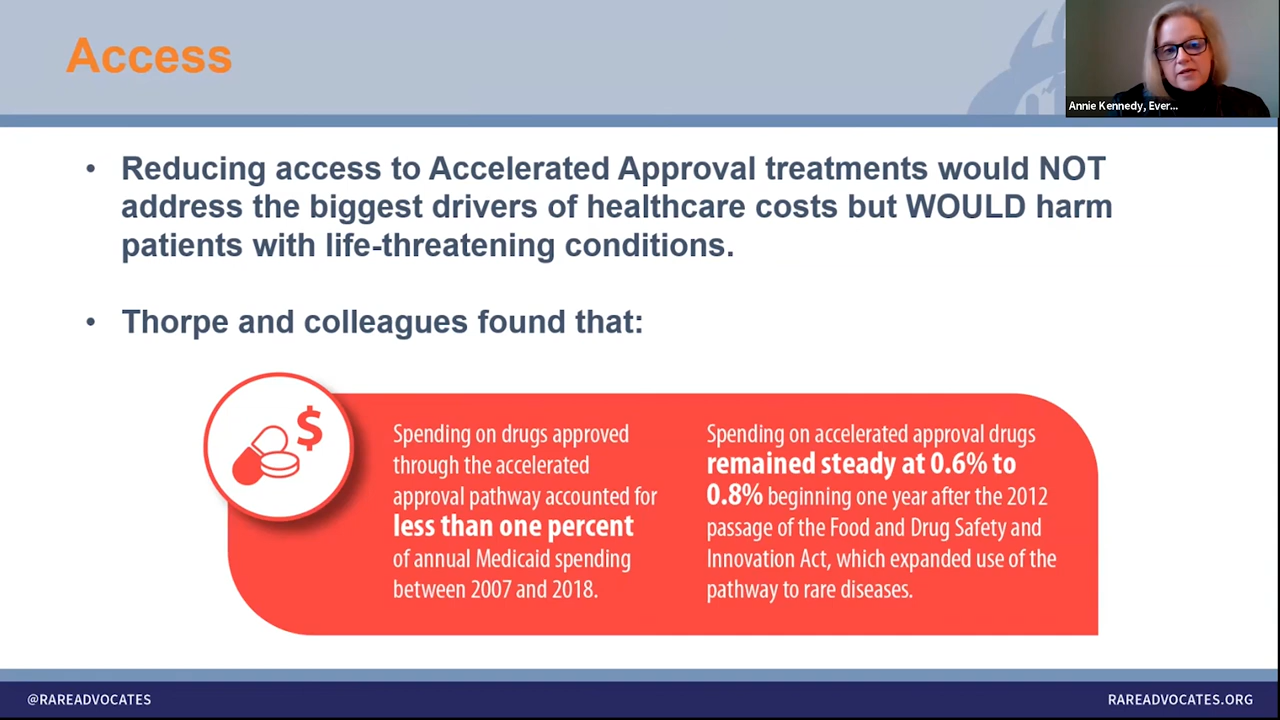 Access
Annie Kennedy, Ever...
• Reducing access to Accelerated Approval treatments would NOT
address the biggest drivers of healthcare costs but WOULD harm
patients with life-threatening conditions.
• Thorpe and colleagues found that:
$
Spending on drugs approved
through the accelerated
approval pathway accounted for
less than one percent
of annual Medicaid spending
between 2007 and 2018.
Spending on accelerated approval drugs
remained steady at 0.6% to
0.8% beginning one year after the 2012
passage of the Food and Drug Safety and
Innovation Act, which expanded use of the
pathway to rare diseases.
@RAREADVOCATES
RAREADVOCATES.ORG